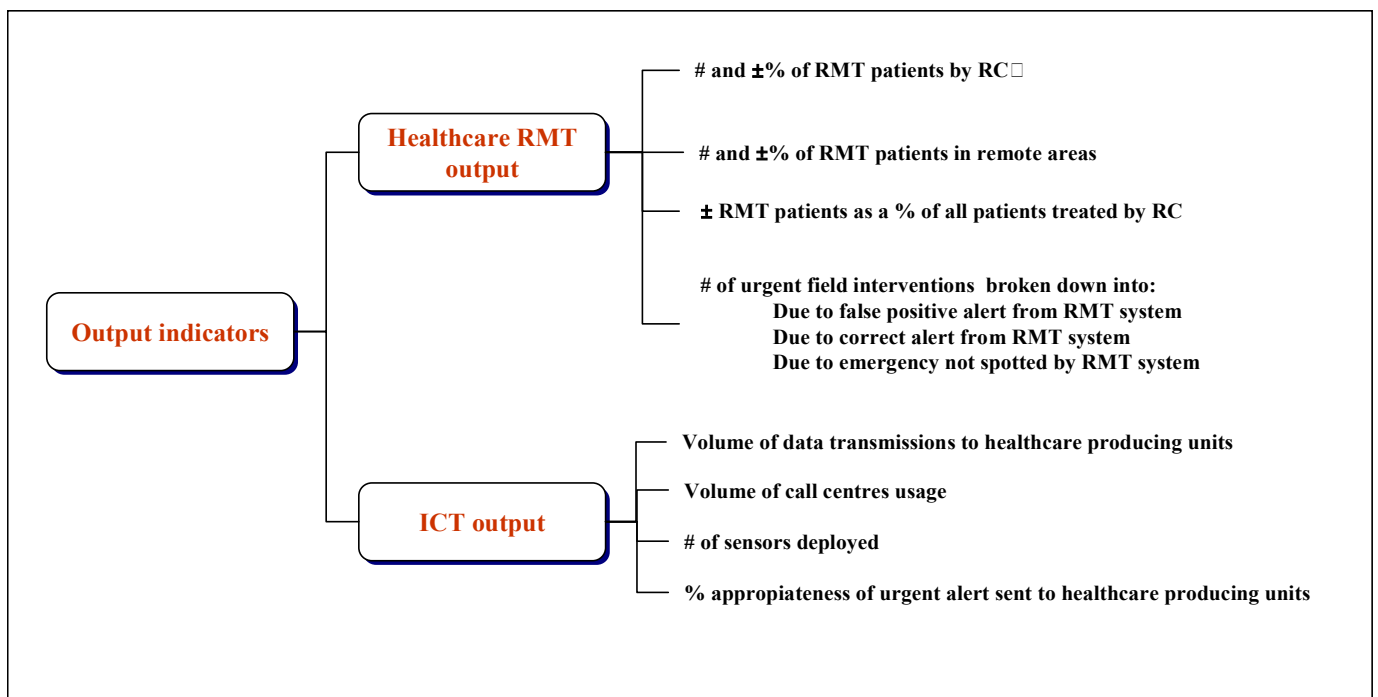 Output indicators
Healthcare RMT
output
# and ±% of RMT patients by RC□
# and ±% of RMT patients in remote areas
± RMT patients as a % of all patients treated by RC
# of urgent field interventions broken down into:
Due to false positive alert from RMT system
Due to correct alert from RMT system
Due to emergency not spotted by RMT system
ICT output
Volume of data transmissions to healthcare producing units
Volume of call centres usage
# of sensors deployed
% appropiateness of urgent alert sent to healthcare producing units